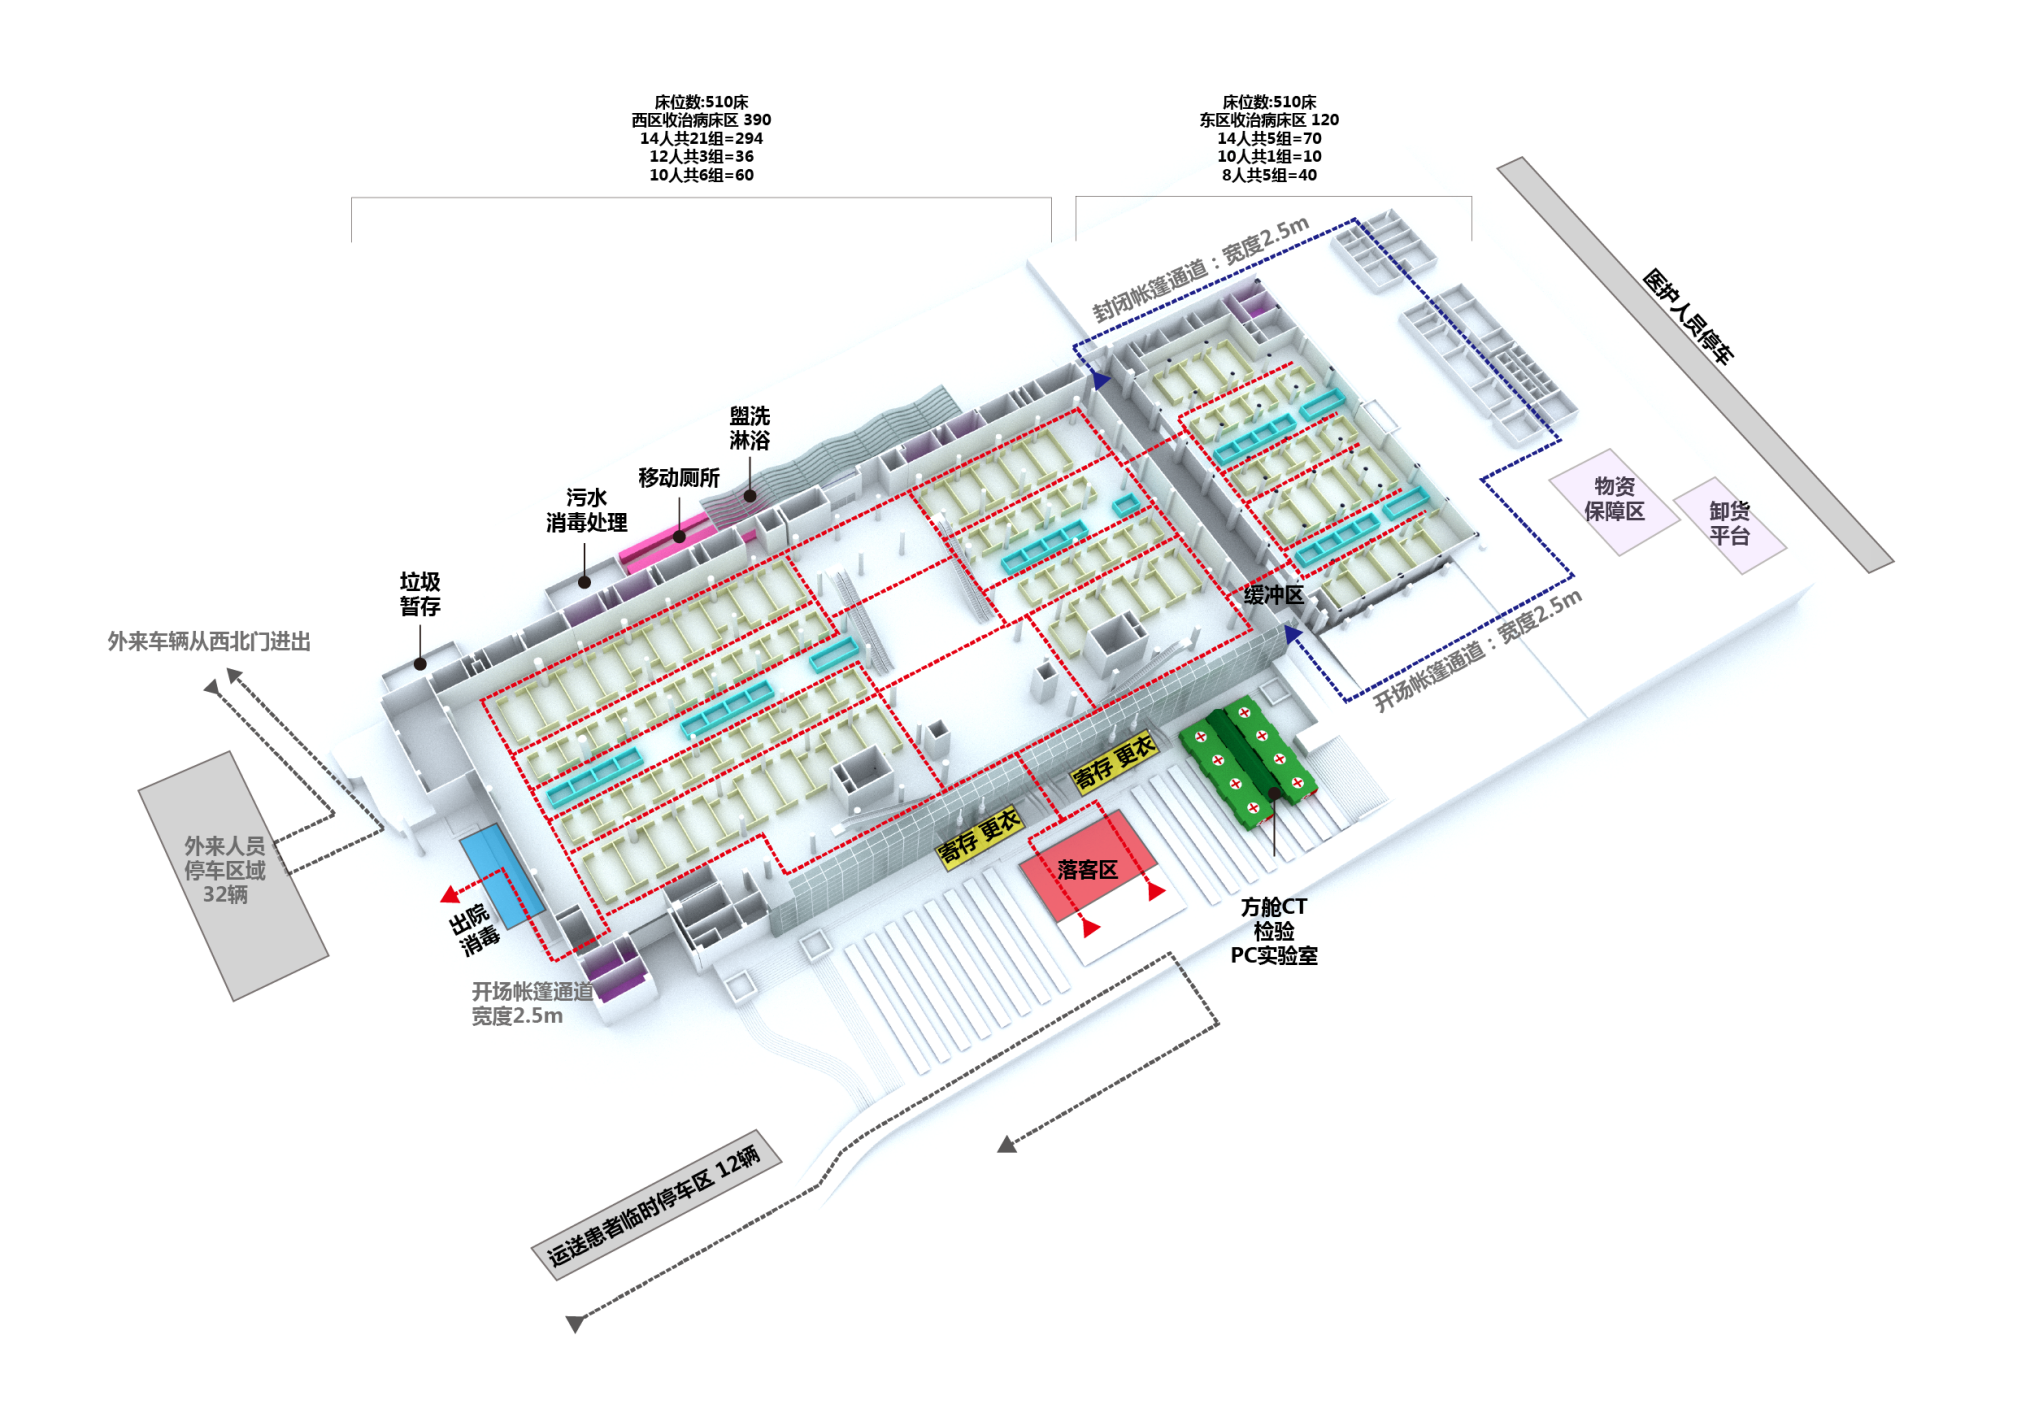 床位数:510床
西区收治病床区 390
14人共21组=294
12人共3组=36
10人共6组=60
床位数:510床
东区收治病床区 120
14人共5组=70
10人共1组=10
8人共5组=40
封闭帐篷通道：宽度2.5m
医护人员停车
盥洗
淋浴
移动厕所
污水
消毒处理
垃圾
暂存
物资
保障区
卸货
平台
缓冲区
开场帐篷通道：宽度2.5m
外来车辆从西北门进出
寄存 更衣
寄存 更衣
外来人员
停车区域
32辆
落客区
出院
消毒
方舱CT
检验
PC实验室
开场帐篷通道
宽度2.5m
运送患者临时停车区 12辆